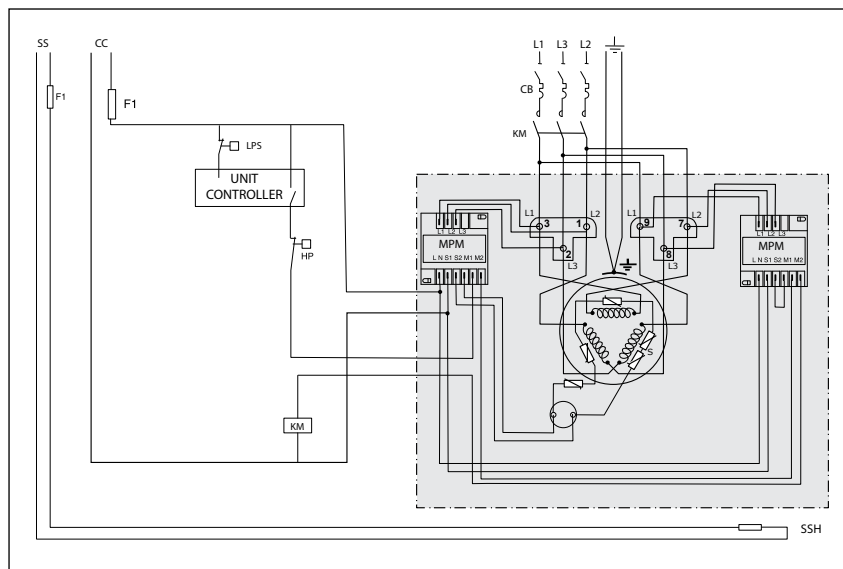 SS CC L1 L3 L2
F1 F1 CB
KM
LPS
UNIT
CONTROLLER
L1 3 1 L2 L1 9 7 L2
L1 L2 L3 L1 L2 L3
MPM MPM
2 8
HP L N S1 S2 M1 M2 L3 L3 L N S1 S2 M1 M2
S
KM
SSH